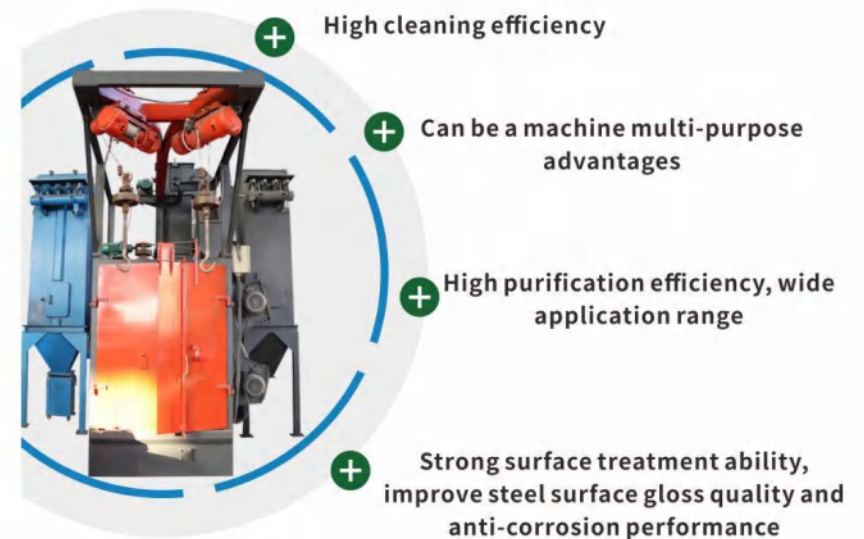 High cleaning efficiency
Can be a machine multi-purpose
advantages
High purification efficiency, wide
application range
Strong surface treatment ability,
improve steel surface gloss quality and
anti-corrosion performance